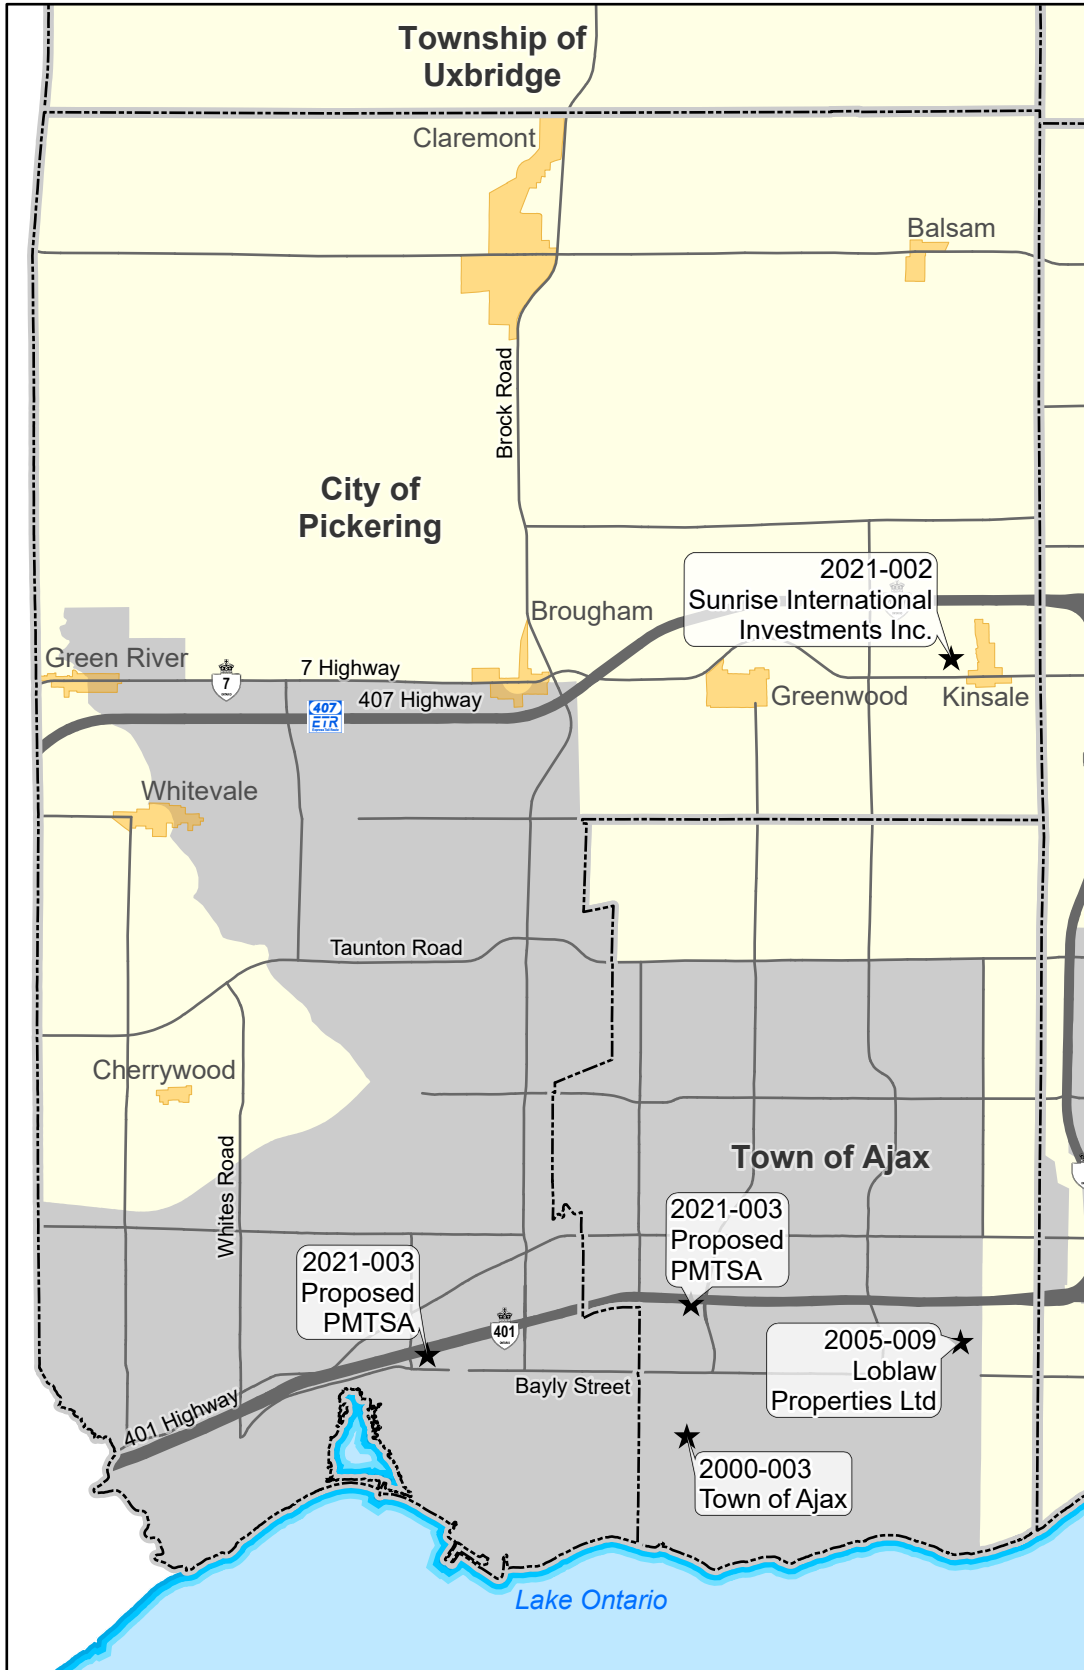 Township of
Uxbridge
Claremont
Balsam
Brock Road
City of
Pickering
2021-002
Sunrise International
Investments Inc.
Brougham
Green River
7 Highway
7
407 Highway
407
ETR
Greenwood
Kinsale
Whitevale
Taunton Road
Cherrywood
Whites Road
Town of Ajax
2021-003
Proposed
PMTSA
2021-003
Proposed
PMTSA
401
2005-009
Loblaw
Properties Ltd
Bayly Street
401 Highway
2000-003
Town of Ajax
Lake Ontario